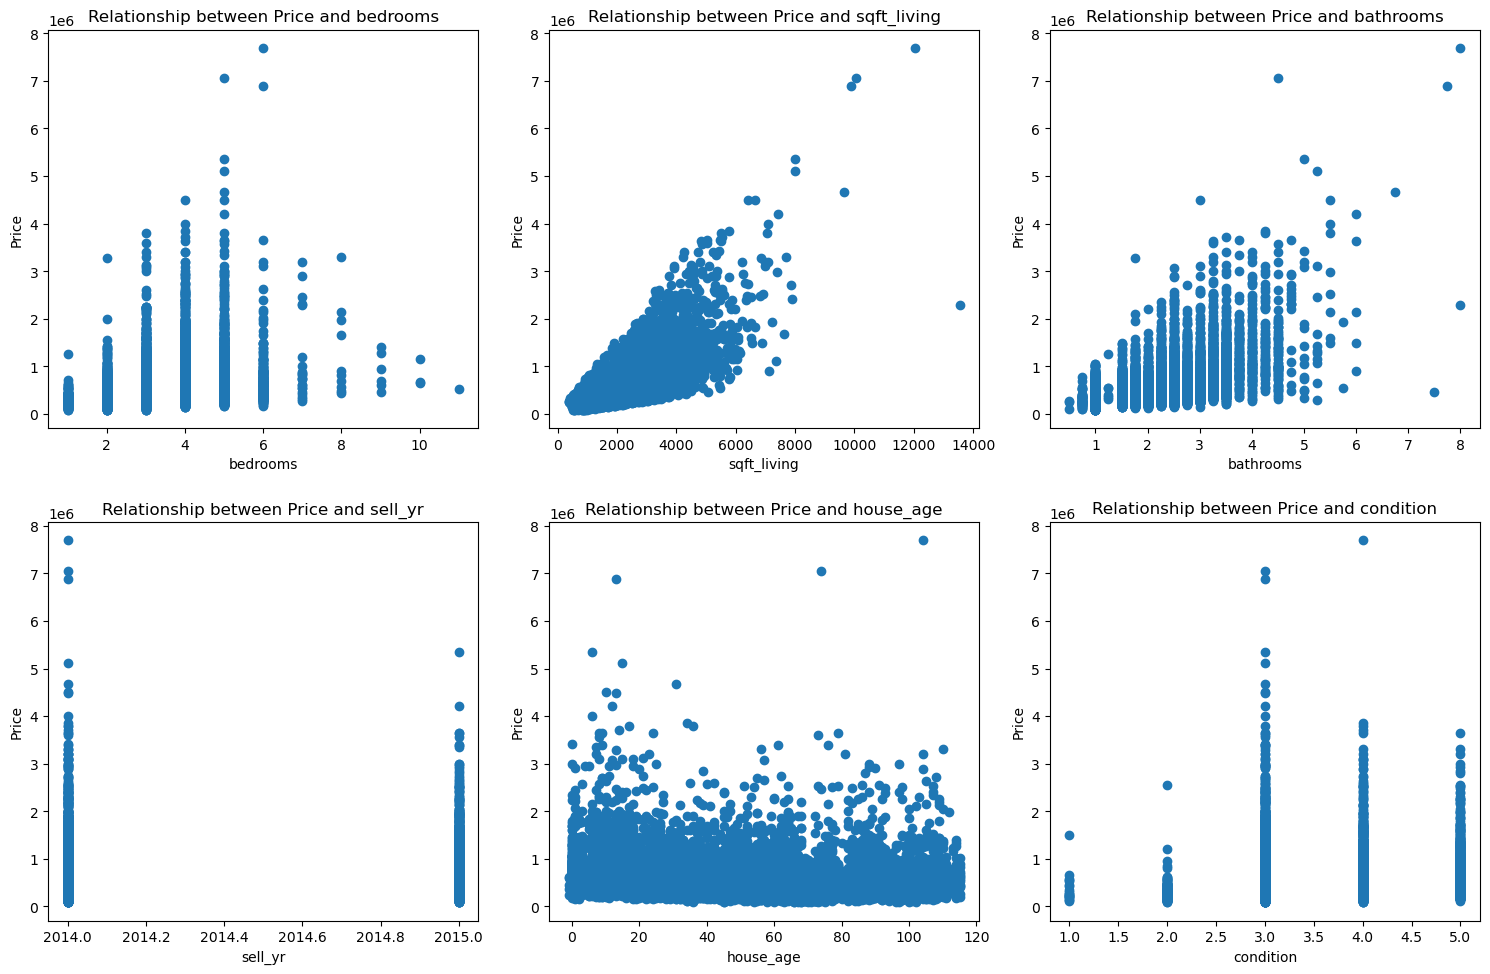 Relationship between Price and bedrooms
1e6
8
7
6
5
4
3
2
1
0
Price
2 4 6 8 10
bedrooms
Relationship between Price and sqft_living
1e6
8
7
6
5
4
3
2
1
0
Price
0 2000 4000 6000 8000 10000 12000 14000
sqft_living
Relationship between Price and bathrooms
1e6
8
7
6
5
4
3
2
1
0
Price
1 2 3 4 5 6 7 8
bathrooms
Relationship between Price and sell_yr
1e6
8
7
6
5
4
3
2
1
0
Price
2014.0 2014.2 2014.4 2014.6 2014.8 2015.0
sell_yr
Relationship between Price and house_age
1e6
8
7
6
5
4
3
2
1
0
Price
0 20 40 60 80 100 120
house_age
Relationship between Price and condition
1e6
8
7
6
5
4
3
2
1
0
Price
1.0 1.5 2.0 2.5 3.0 3.5 4.0 4.5 5.0
condition